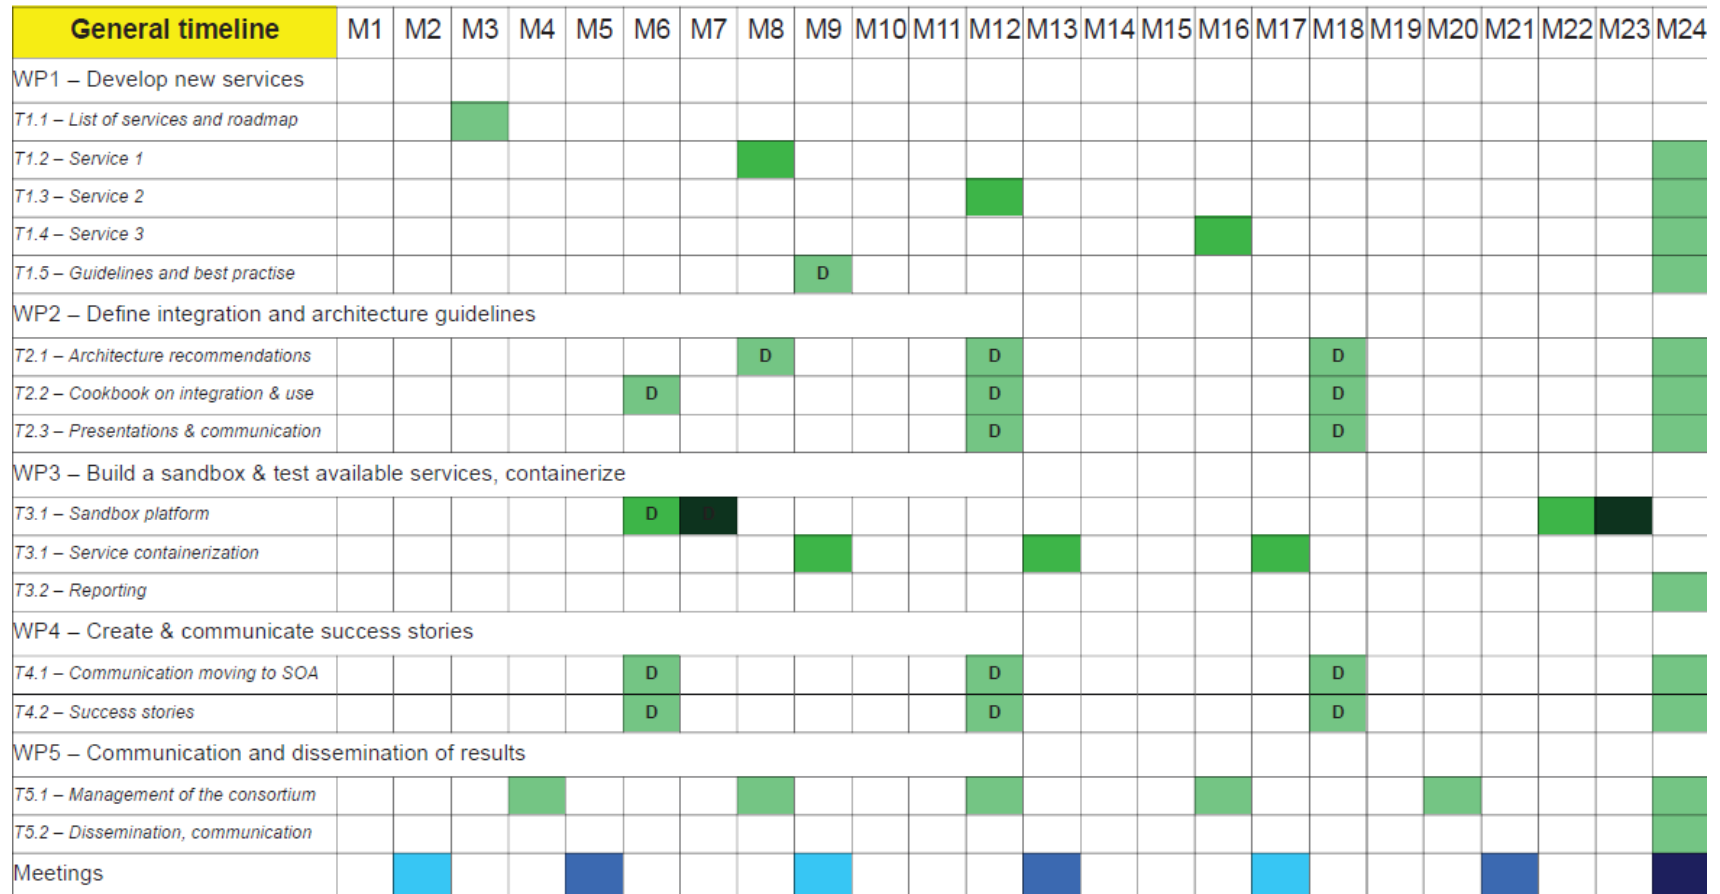 General timeline M1 M2 M3 M4 M5 M6 M7 M8 M9 M10 M11 M12 M13 M14 M15 M16 M17 M18 M19 M20 M21 M22 M23 M24
WP1 – Develop new services
T1.1 – List of services and roadmap
T1.2 – Service 1
T1.3 – Service 2
T1.4 – Service 3
T1.5 – Guidelines and best practise D
WP2 – Define integration and architecture guidelines
T2.1 – Architecture recommendations D D D
T2.2 – Cookbook on integration & use D D D
T2.3 – Presentations & communication D D
WP3 – Build a sandbox & test available services, containerize
T3.1 – Sandbox platform D D
T3.1 – Service containerization
T3.2 – Reporting
WP4 – Create & communicate success stories
T4.1 – Communication moving to SOA D D D
T4.2 – Success stories D D D
WP5 – Communication and dissemination of results
T5.1 – Management of the consortium
T5.2 – Dissemination, communication
Meetings